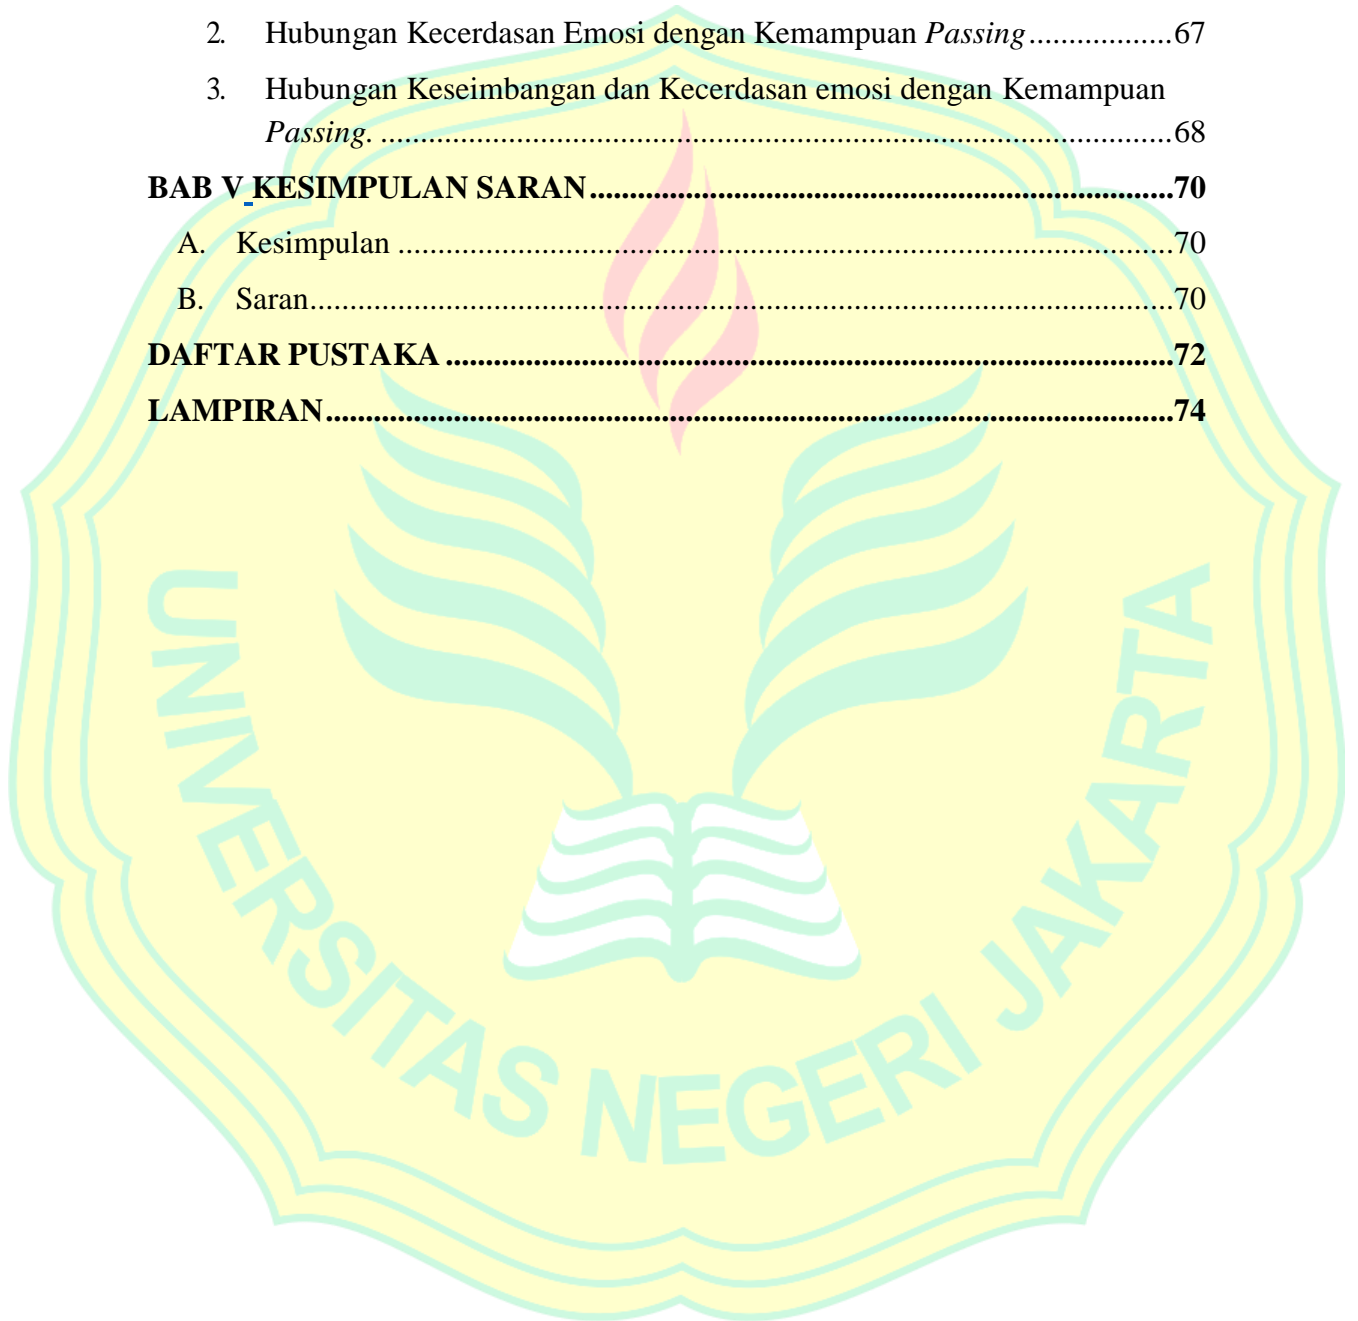 2. Hubungan Kecerdasan Emosi dengan Kemampuan Passing..................67
3. Hubungan Keseimbangan dan Kecerdasan emosi dengan Kemampuan
Passing. ....................................................................................................68
BAB V KESIMPULAN SARAN.........................................................................70
A. Kesimpulan .................................................................................................70
B. Saran............................................................................................................70
DAFTAR PUSTAKA ...........................................................................................72
LAMPIRAN..........................................................................................................74
UNIVERSITAS NEGERI JAKARTA